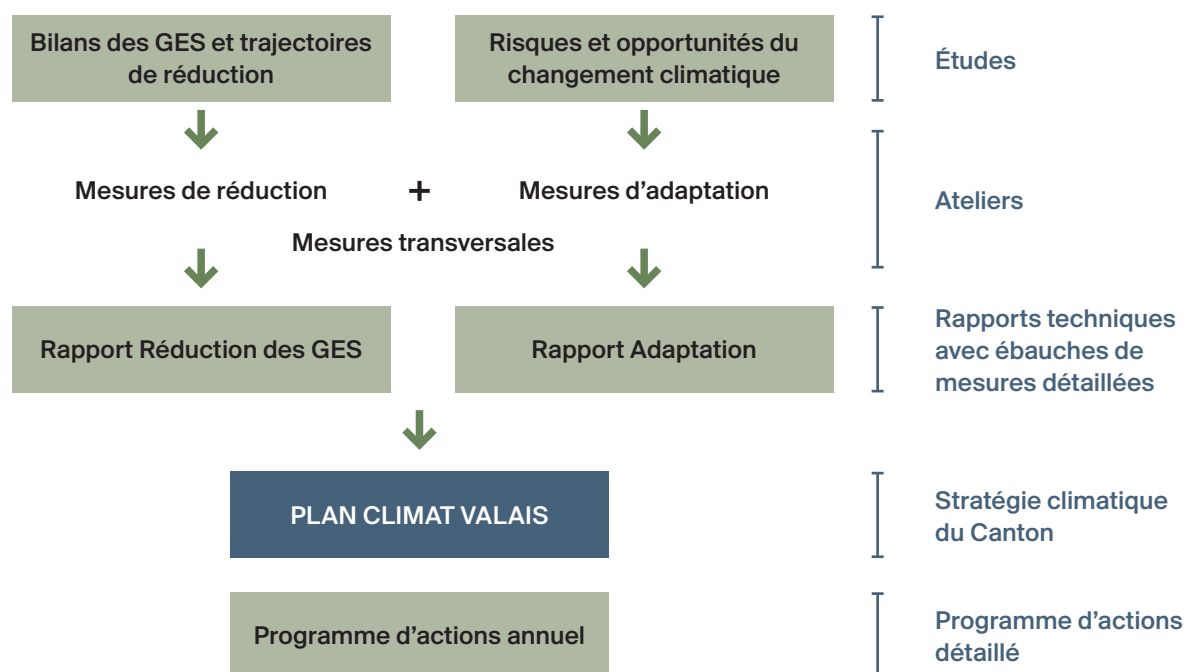 Bilans des GES et trajectoires
de réduction
Risques et opportunités du
changement climatique
Études
Mesures de réduction
+
Mesures d’adaptation
Mesures transversales
Ateliers
Rapport Réduction des GES
Rapport Adaptation
Rapports techniques
avec ébauches de
mesures détaillées
PLAN CLIMAT VALAIS
Stratégie climatique
du Canton
Programme d’actions annuel
Programme d’actions
détaillé